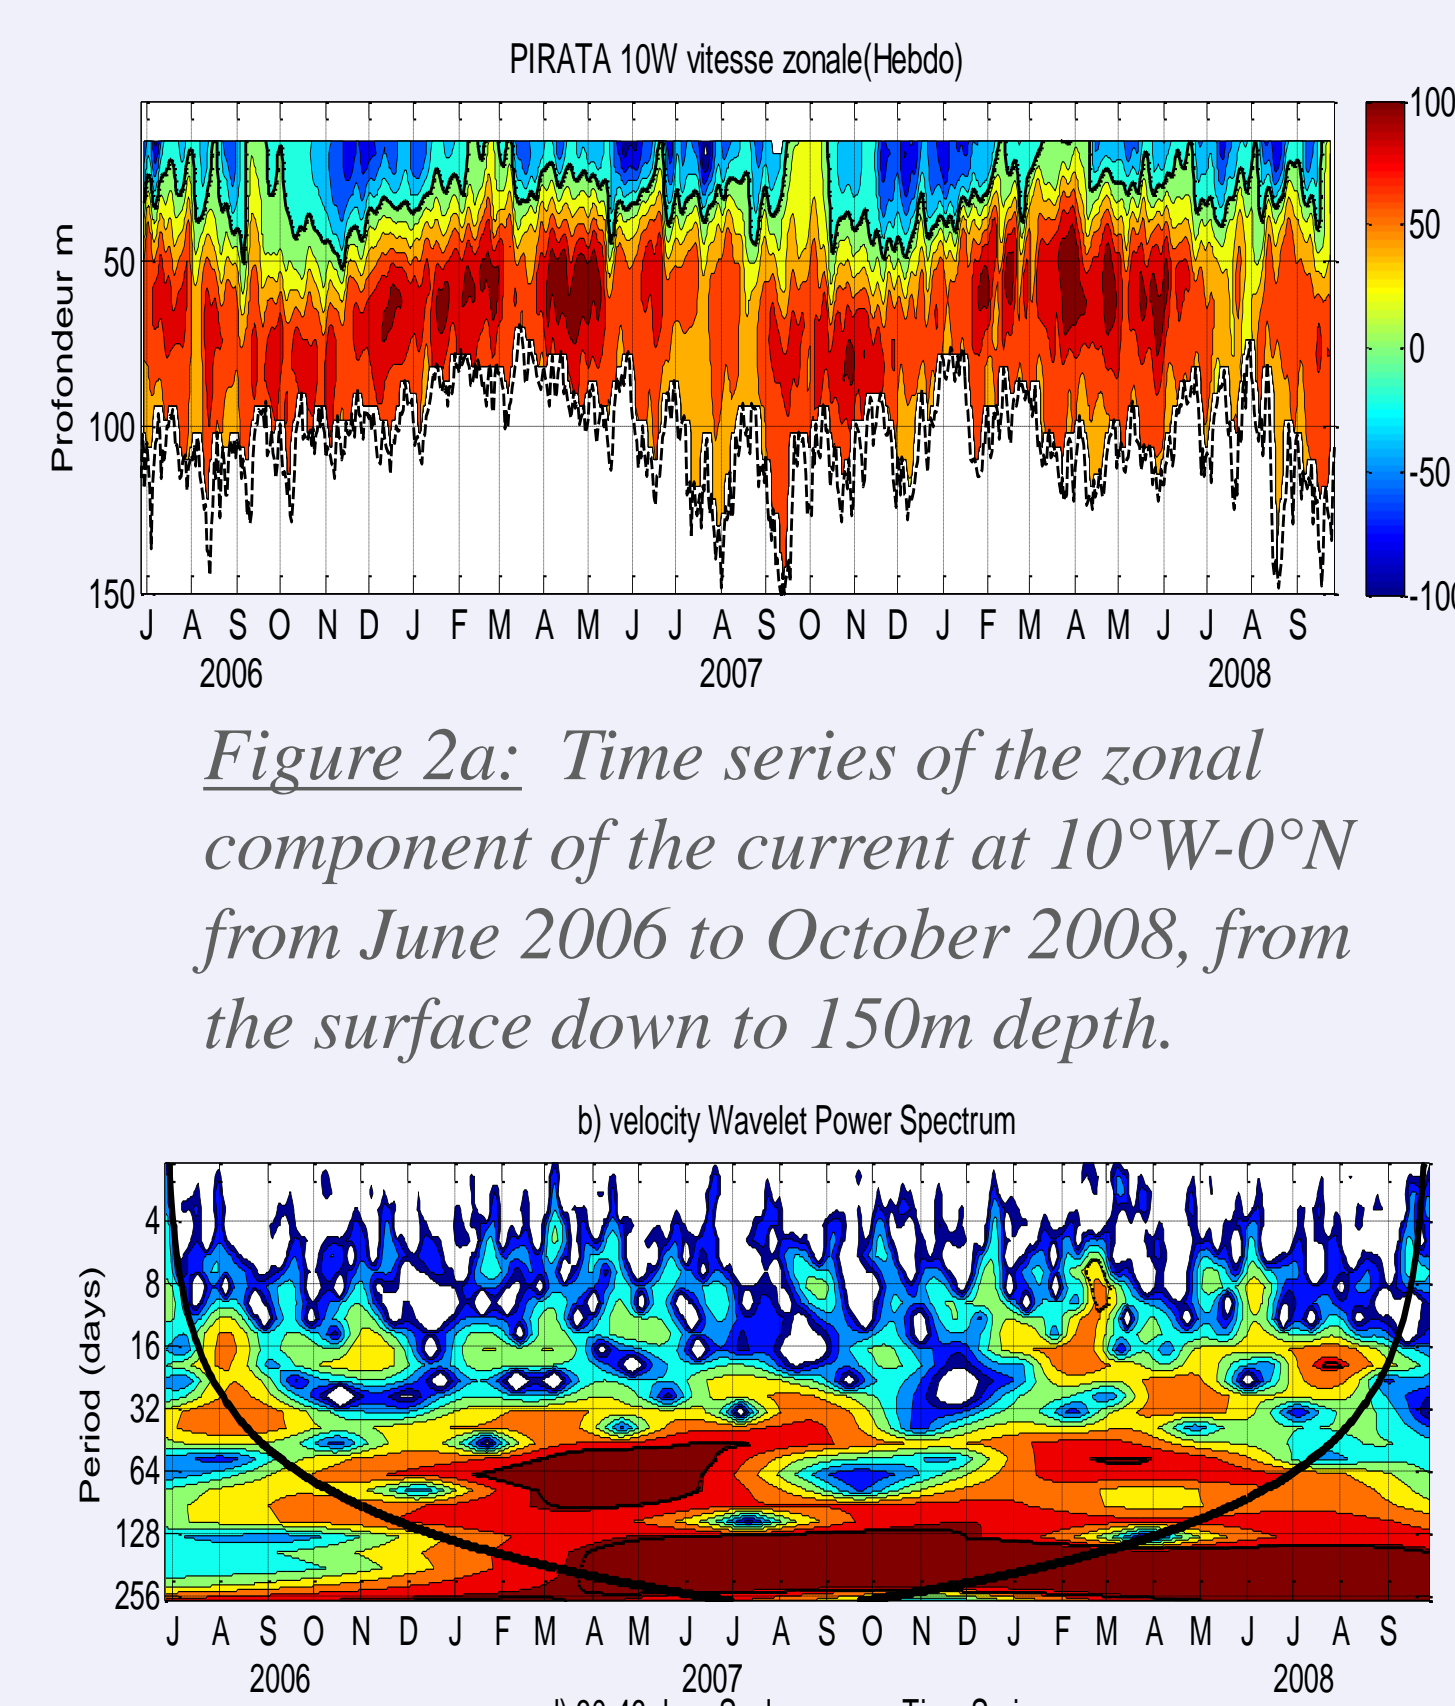 PIRATA 10W vitesse zonale(Hebdo)
Profondeur m
50
100
150
100
50
0
-50
-100
J A S O N D J F M A M J J A S O N D J F M A M J J A S
2006 2007 2008
Figure 2a: Time series of the zonal
component of the current at 10°W-0°N
from June 2006 to October 2008, from
the surface down to 150m depth.
b) velocity Wavelet Power Spectrum
Period (days)
4
8
16
32
64
128
256
J A S O N D J F M A M J J A S O N D J F M A M J J A S
2006 2007 2008